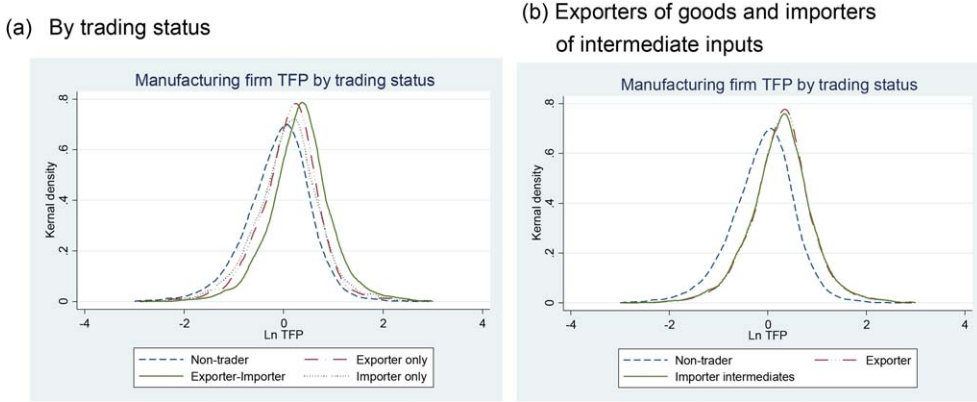 (a) By trading status
Manufacturing firm TFP by trading status
Kernal density
.8
.6
.4
.2
0
-4
-2
0
2
4
Ln TFP
Non-trader
Exporter only
Exporter-Importer
Importer only
(b) Exporters of goods and importers
of intermediate inputs
Manufacturing firm TFP by trading status
Kernal density
.8
.6
.4
.2
0
-4
-2
0
2
4
Ln TFP
Non-trader
Exporter
Importer intermediates